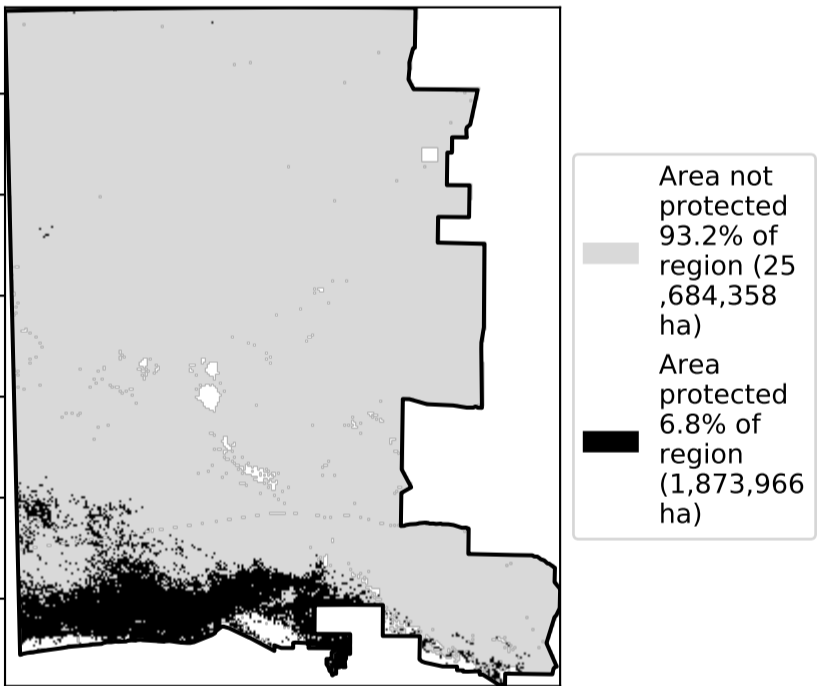 Area not
protected
93.2% of
region (25
,684,358
ha)
Area
protected
6.8% of
region
(1,873,966
ha)